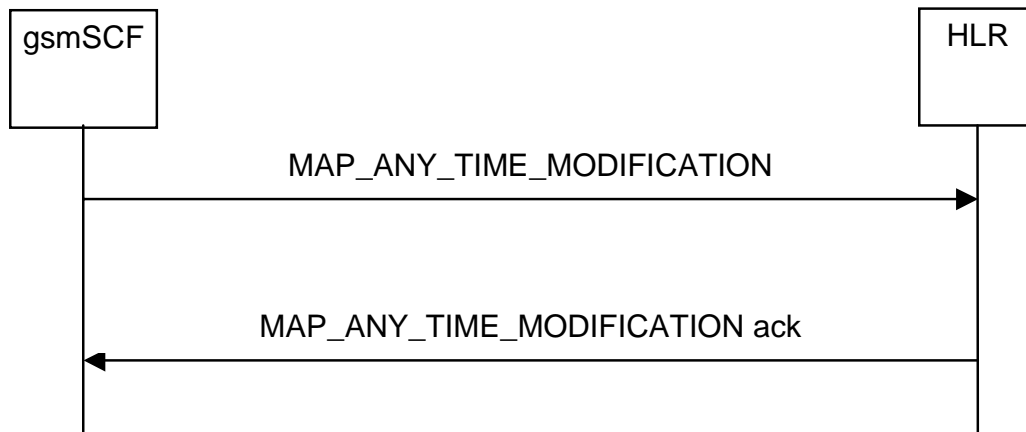 gsmSCF
HLR
MAP_ANY_TIME_MODIFICATION
MAP_ANY_TIME_MODIFICATION ack